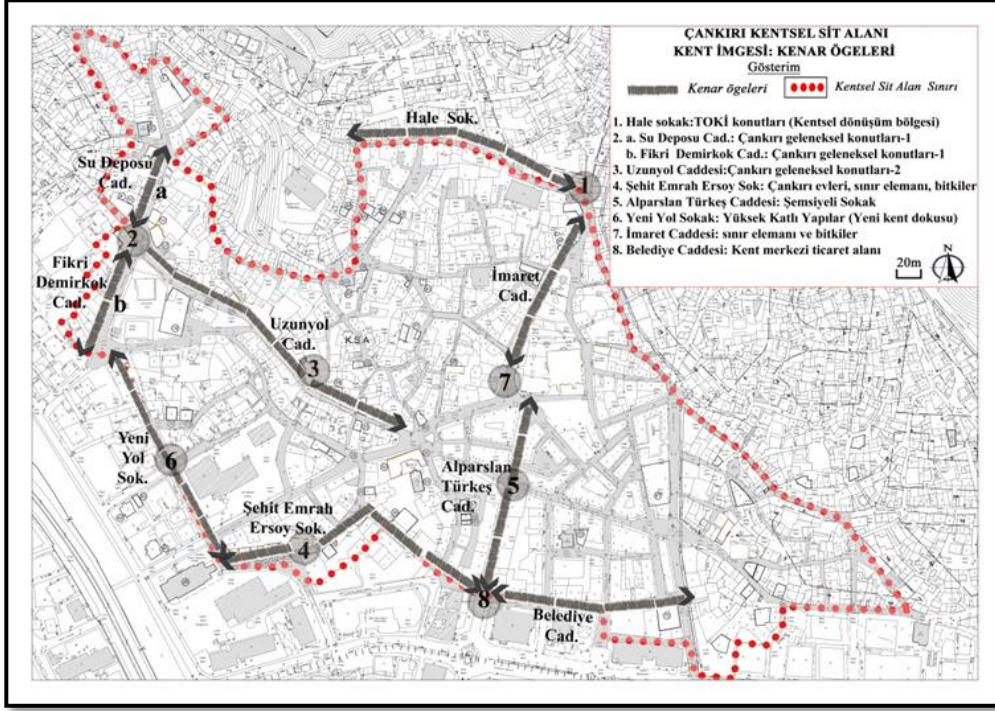 ÇANKIRI KENTSEL SİT ALANI
KENT İMGESİ: KENAR ÖGELERİ
Gösterim
Kenar ögeleri
Kentsel Sit Alan Sınırı
1. Hale sokak:TOKİ konutları (Kentsel dönüşüm bölgesi)
2. a. Su Deposu Cad.: Çankırı geleneksel konutları-1
b. Fikri Demirkok Cad.: Çankırı geleneksel konutları-1
3. Uzunyol Caddesi:Çankırı geleneksel konutları-2
4. Şehit Emrah Ersoy Sok: Çankırı evleri, sınır elemanı, bitkiler
5. Alparslan Türkeş Caddesi: Şemsiyeli Sokak
6. Yeni Yol Sokak: Yüksek Katlı Yapılar (Yeni kent dokusu)
7. İmaret Caddesi: sınır elemanı ve bitkiler
8. Belediye Caddesi: Kent merkezi ticaret alanı
20m
N
Hale Sok.
1
Su Deposu
Cad.
a
2
Fikri
Demirkok
Cad.
b
İmaret
Cad.
Uzunyol
Cad.
3
K.S.A
7
Yeni
Yol
Sok.
6
Alparslan
Türkeş
Cad.
5
Şehit Emrah
Ersoy Sok.
4
8
Belediye
Cad.